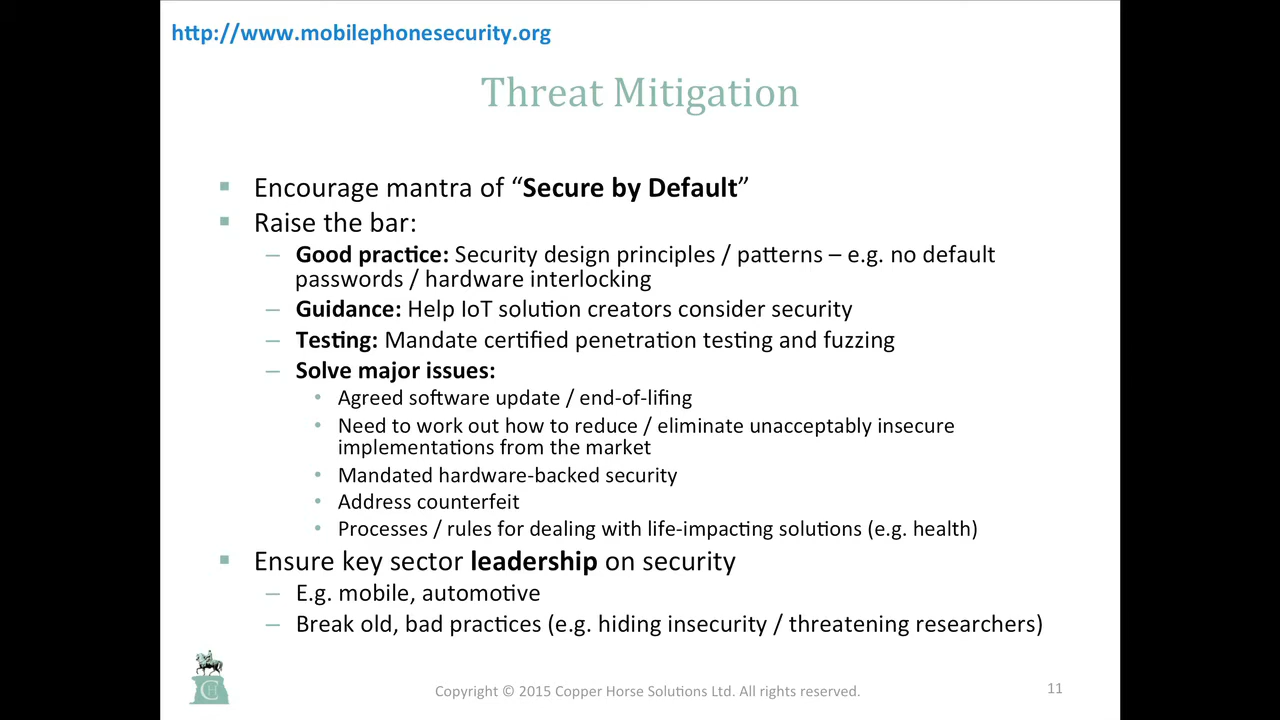 http://www.mobilephonesecurity.org
Threat Mitigation
▪ Encourage mantra of “Secure by Default”
▪ Raise the bar:
– Good practice: Security design principles / patterns – e.g. no default
passwords / hardware interlocking
– Guidance: Help IoT solution creators consider security
– Testing: Mandate certified penetration testing and fuzzing
– Solve major issues:
• Agreed software update / end-of-lifing
• Need to work out how to reduce / eliminate unacceptably insecure
implementations from the market
• Mandated hardware-backed security
• Address counterfeit
• Processes / rules for dealing with life-impacting solutions (e.g. health)
▪ Ensure key sector leadership on security
– E.g. mobile, automotive
– Break old, bad practices (e.g. hiding insecurity / threatening researchers)
CH
Copyright © 2015 Copper Horse Solutions Ltd. All rights reserved.
11